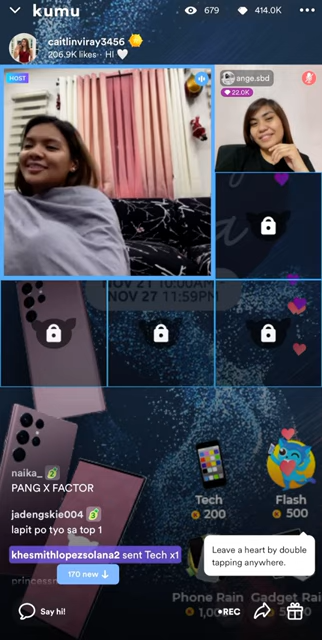 kumu
679
414.0K
caitlinviray3456
206.9K likes · HI 🤍
HOST
ange.sbd
22.0K
NOV 21 10:00AM
NOV 27 11:59PM
naika_ 2
PANG X FACTOR
jadengskie004
lapit po tyo sa top 1
khesmithlopezsolana2 sent Tech x1
princess
170 new ↓
Tech
200
Flash
500
Leave a heart by double
tapping anywhere.
Phone Rain
Gadget Rai
Say hi!
REC